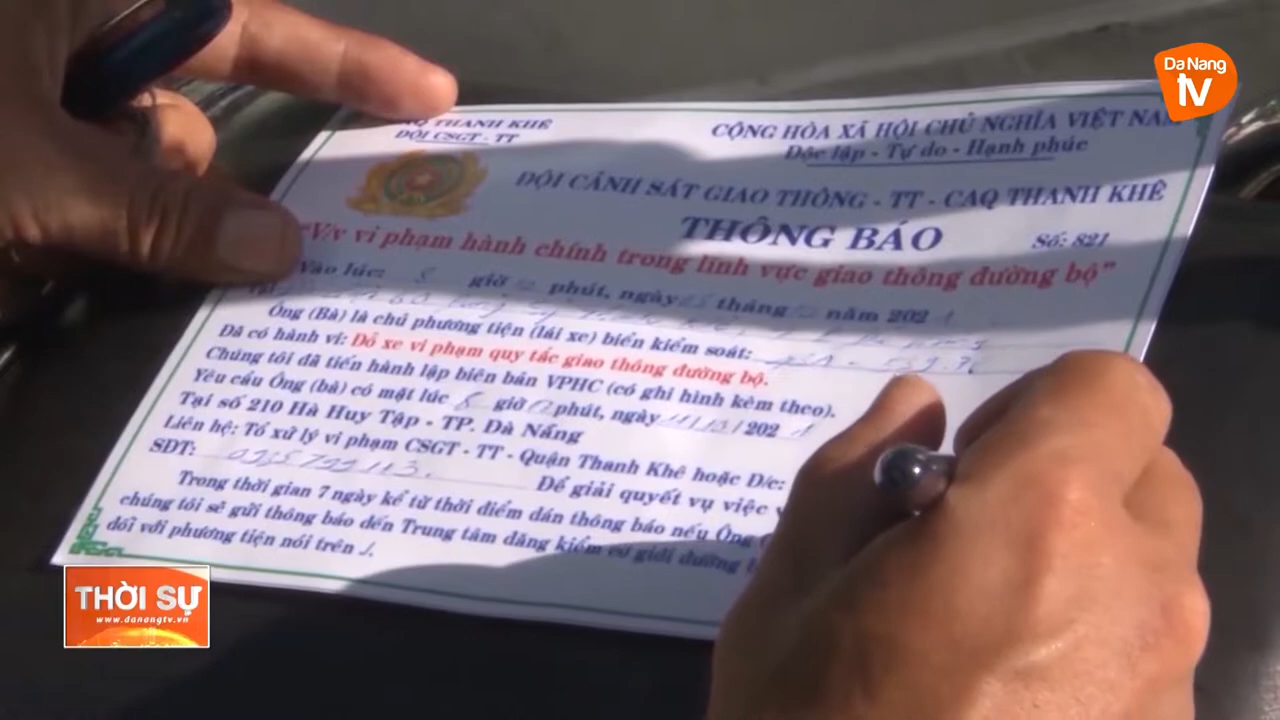 Da Nang
tv
THANH KHÊ
ĐỘI CSGT - TT
CỘNG HÒA XÃ HỘI CHỦ NGHĨA VIỆT NAM
Độc lập - Tự do - Hạnh phúc
ĐỘI CẢNH SÁT GIAO THÔNG - TT - CAQ THANH KHÊ
THÔNG BÁO
Số: 821
"V/v vi phạm hành chính trong lĩnh vực giao thông đường bộ"
Vào lúc: 8 giờ phút, ngày tháng năm 202
Ông (Bà) là chủ phương tiện (lái xe) biển kiểm soát:
Đã có hành vi: Đỗ xe vi phạm quy tắc giao thông đường bộ.
Chúng tôi đã tiến hành lập biên bản VPHC (có ghi hình kèm theo).
Yêu cầu Ông (bà) có mặt lúc 8 giờ phút, ngày 202
Tại số 210 Hà Huy Tập - TP. Đà Nẵng
Liên hệ: Tổ xử lý vi phạm CSGT - TT - Quận Thanh Khê hoặc Đ/c:
SĐT: Để giải quyết vụ việc
Trong thời gian 7 ngày kể từ thời điểm dán thông báo nếu Ông
chúng tôi sẽ gửi thông báo đến Trung tâm đăng kiểm cơ giới đường
đối với phương tiện nói trên ./.
THỜI SỰ
www.danangtv.vn